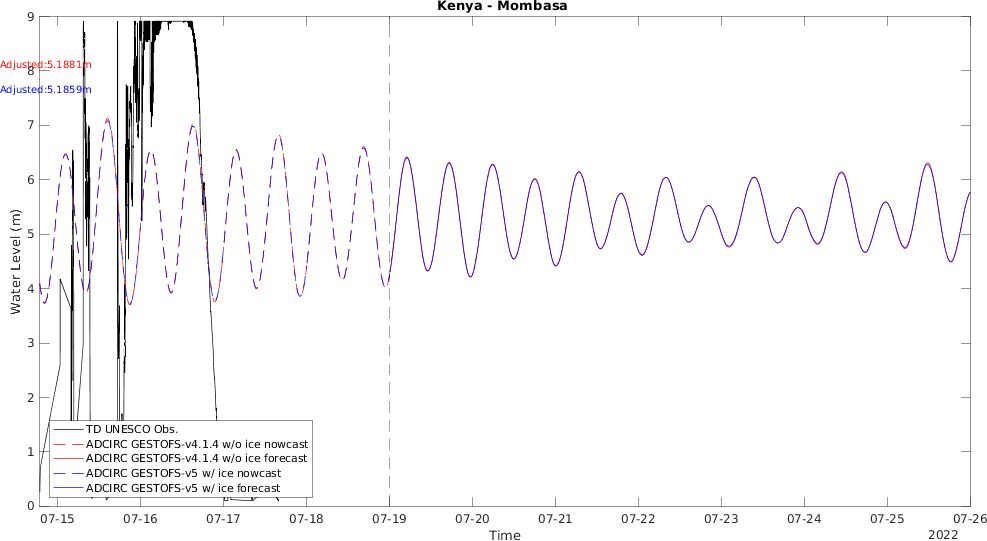 Kenya - Mombasa
9
8
7
6
5
4
3
2
1
0
Adjusted:5.1881m
Adjusted:5.1859m
Water Level (m)
TD UNESCO Obs.
ADCIRC GESTOFS-v4.1.4 w/o ice nowcast
ADCIRC GESTOFS-v4.1.4 w/o ice forecast
ADCIRC GESTOFS-v5 w/ ice nowcast
ADCIRC GESTOFS-v5 w/ ice forecast
07-15 07-16 07-17 07-18 07-19 07-20 07-21 07-22 07-23 07-24 07-25 07-26
Time
2022